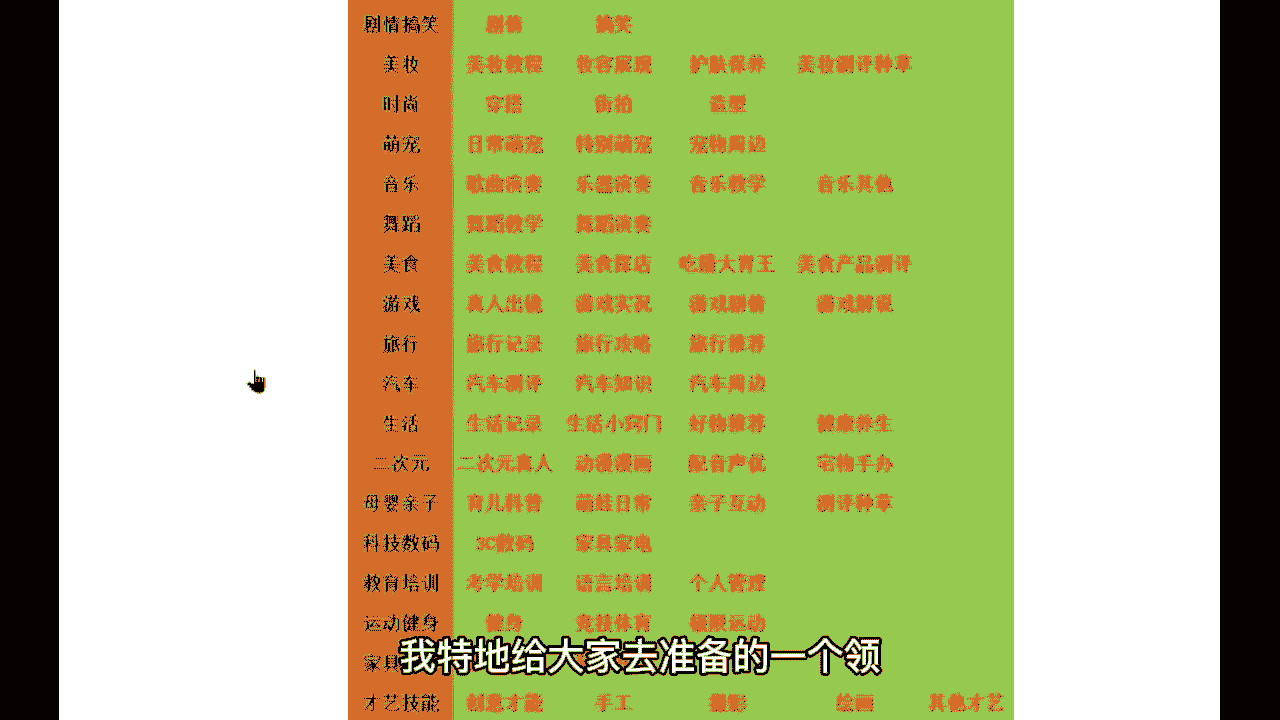 剧情搞笑 剧情 搞笑
美妆 美妆教程 妆容展现 护肤保养 美妆测评种草
时尚 穿搭 街拍 造型
萌宠 日常萌宠 特别萌宠 宠物周边
音乐 歌曲演奏 乐器演奏 音乐教学 音乐其他
舞蹈 舞蹈教学 舞蹈演奏
美食 美食教程 美食探店 吃播大胃王 美食产品测评
游戏 真人出镜 游戏实况 游戏剧情 游戏解说
旅行 旅行记录 旅行攻略 旅行推荐
汽车 汽车测评 汽车知识 汽车周边
生活 生活记录 生活小窍门 好物推荐 健康养生
二次元 二次元真人 动漫漫画 配音声优 宅物手办
母婴亲子 育儿科普 萌娃日常 亲子互动 测评种草
科技数码 3C数码 家具家电
教育培训 考学培训 语言培训 个人管理
运动健身 健身 竞技体育 极限运动
家具
我特地给大家去准备的一个领
才艺技能 创意才能 手工 摄影 绘画 其他才艺